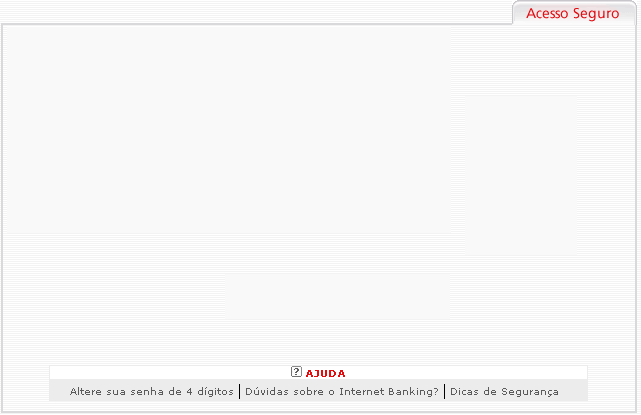 Acesso Seguro
? AJUDA
Altere sua senha de 4 dígitos | Dúvidas sobre o Internet Banking? | Dicas de Segurança